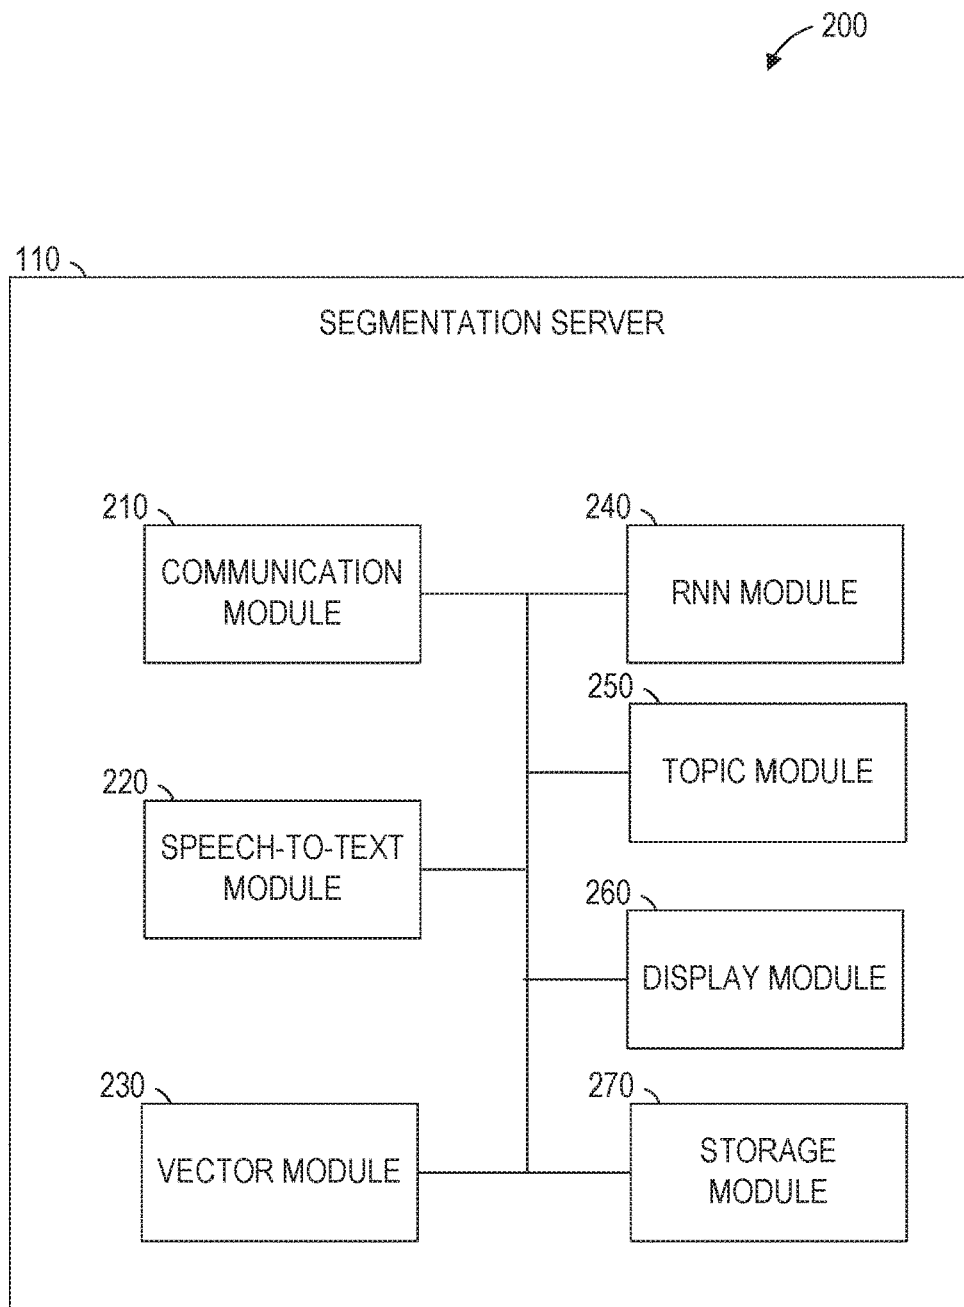 200
110
SEGMENTATION SERVER
210
COMMUNICATION
MODULE
240
RNN MODULE
250
TOPIC MODULE
220
SPEECH-TO-TEXT
MODULE
260
DISPLAY MODULE
230
VECTOR MODULE
270
STORAGE
MODULE